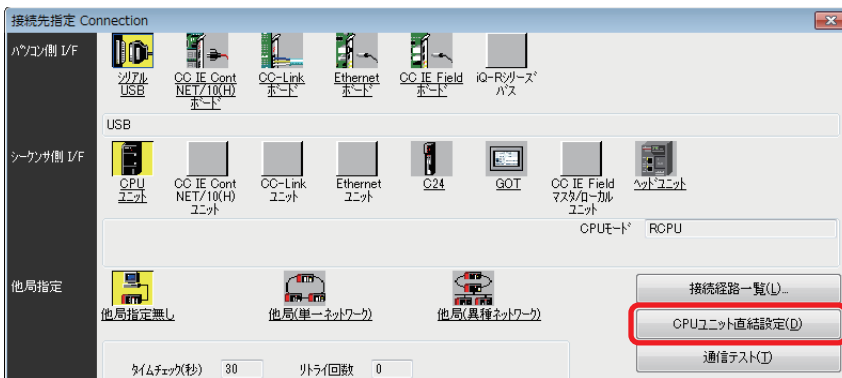 接続先指定 Connection
パソコン側 I/F
シリアル
USB
CC IE Cont
NET/10(H)
ボード
CC-Link
ボード
Ethernet
ボード
CC IE Field
ボード
iQ-Rシリーズ
バス
USB
シーケンサ側 I/F
CPU
ユニット
CC IE Cont
NET/10(H)
ユニット
CC-Link
ユニット
Ethernet
ユニット
C24
GOT
CC IE Field
マスタ/ローカル
ユニット
ヘッドユニット
CPUモード RCPU
他局指定
他局指定無し
他局(単一ネットワーク)
他局(異種ネットワーク)
接続経路一覧(L)...
CPUユニット直結設定(D)
通信テスト(T)
タイムチェック(秒) 30 リトライ回数 0